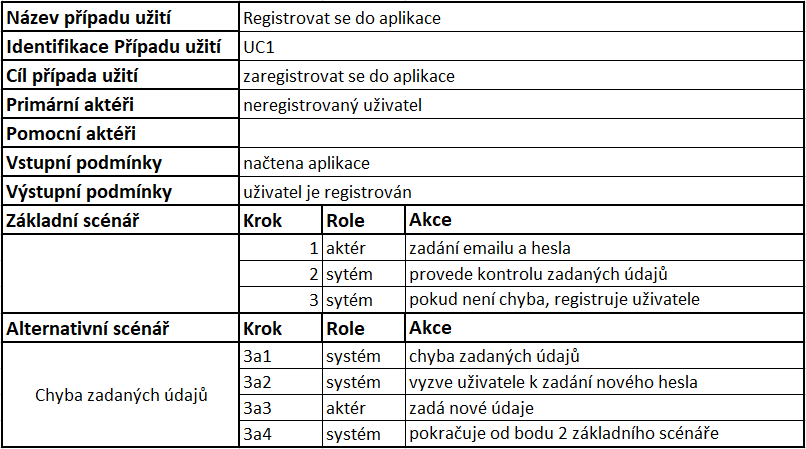 Název případu užití Registrovat se do aplikace
Identifikace Případu užití UC1
Cíl případa užití zaregistrovat se do aplikace
Primární aktéři neregistrovaný uživatel
Pomocní aktéři
Vstupní podmínky načtena aplikace
Výstupní podmínky uživatel je registrován
Základní scénář Krok Role Akce
1 aktér zadání emailu a hesla
2 sytém provede kontrolu zadaných údajů
3 sytém pokud není chyba, registruje uživatele
Alternativní scénář Krok Role Akce
Chyba zadaných údajů
3a1 systém chyba zadaných údajů
3a2 systém vyzve uživatele k zadání nového hesla
3a3 aktér zadá nové údaje
3a4 systém pokračuje od bodu 2 základního scénáře